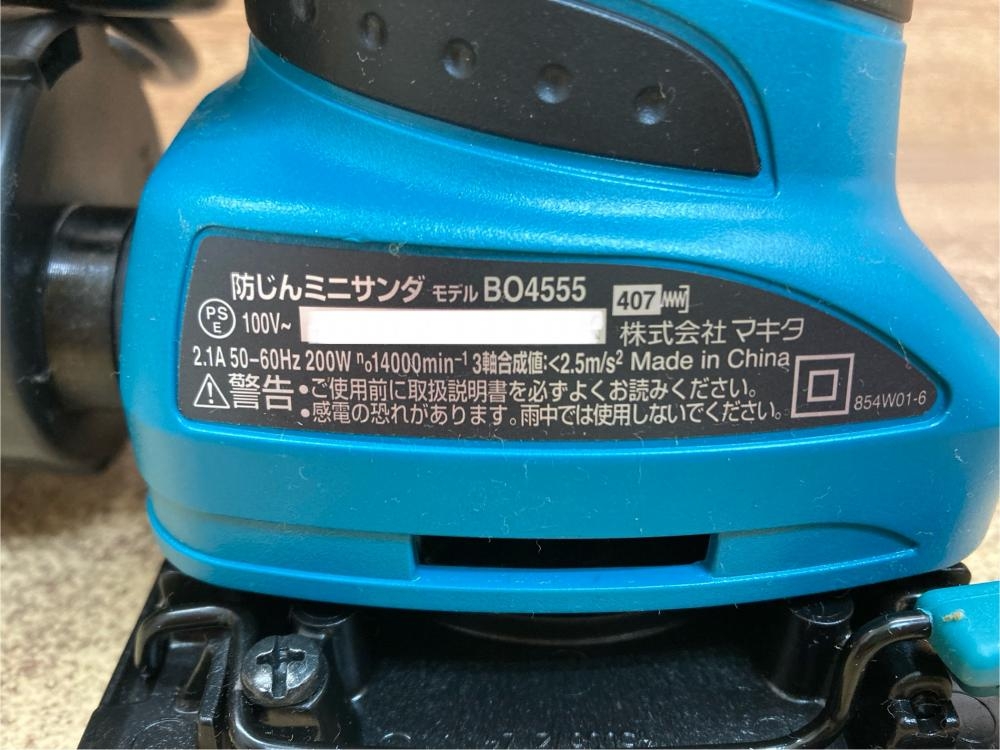 防じんミニサンダ モデル BO4555
407
PS
E
100V~
株式会社 マキタ
2.1A 50-60Hz 200W n₀14000min⁻¹ 3軸合成値:<2.5m/s² Made in China
警告 •ご使用前に取扱説明書を必ずよくお読みください。
•感電の恐れがあります。雨中では使用しないでください。
854W01-6